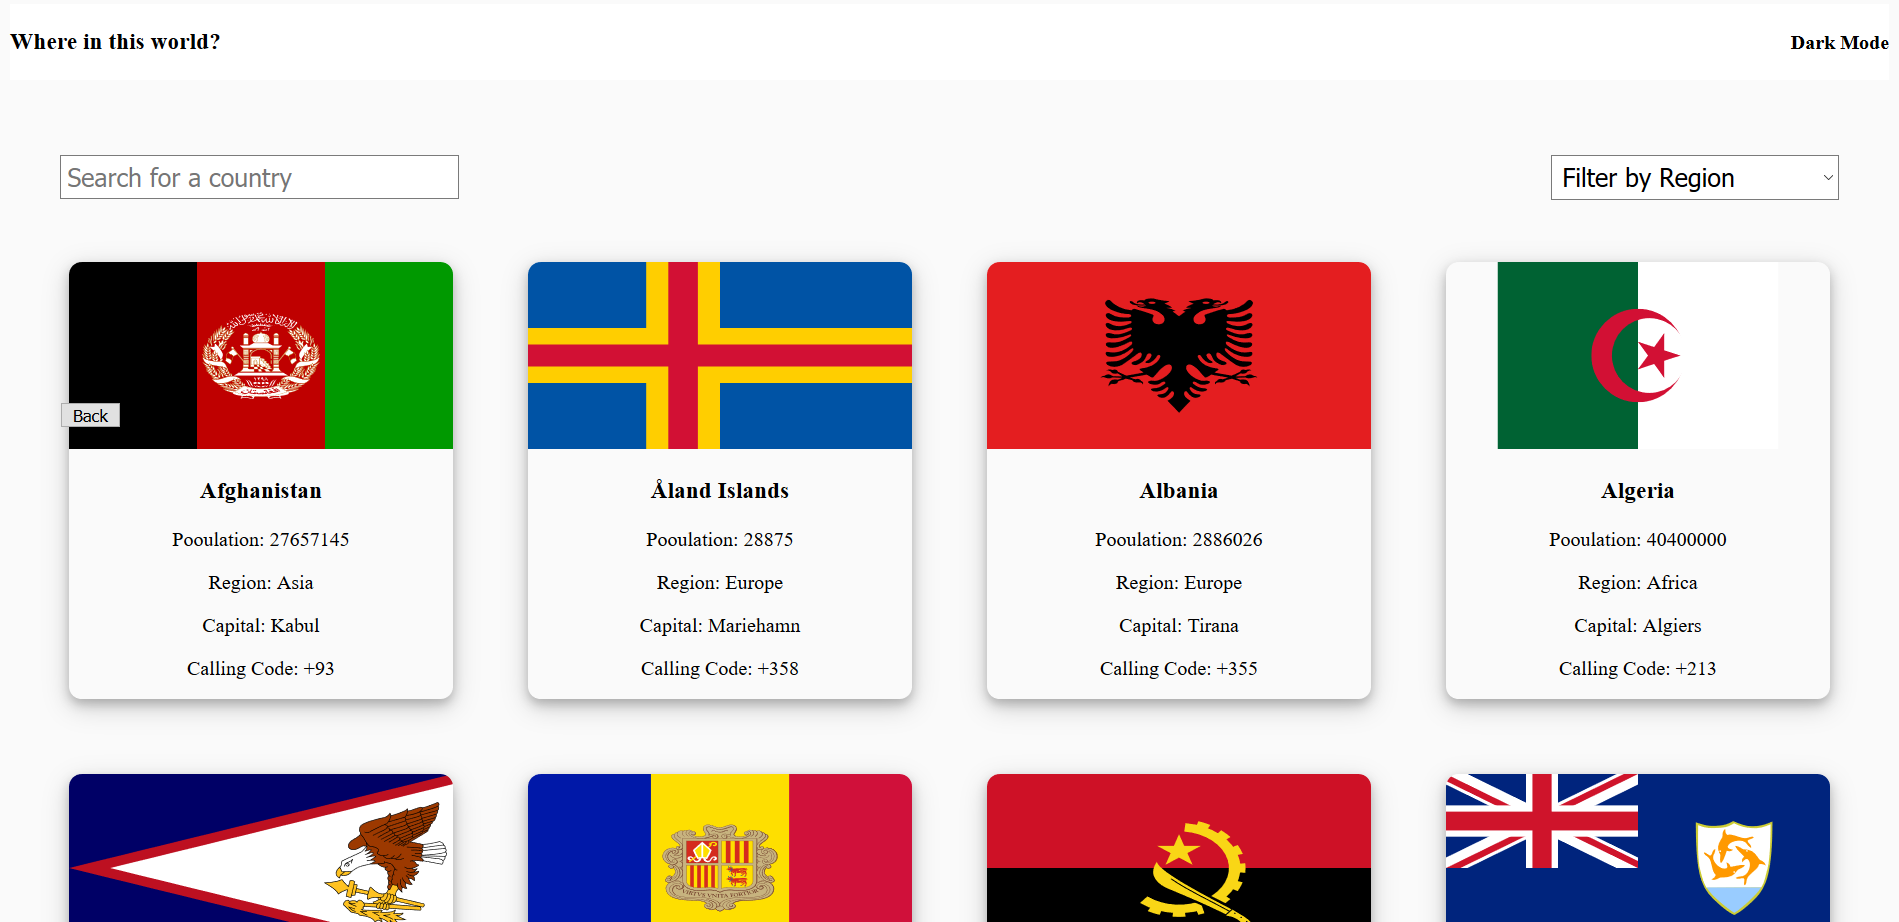 Where in this world?
Dark Mode
Search for a country
Filter by Region
Back
Afghanistan
Pooulation: 27657145
Region: Asia
Capital: Kabul
Calling Code: +93
Åland Islands
Pooulation: 28875
Region: Europe
Capital: Mariehamn
Calling Code: +358
Albania
Pooulation: 2886026
Region: Europe
Capital: Tirana
Calling Code: +355
Algeria
Pooulation: 40400000
Region: Africa
Capital: Algiers
Calling Code: +213